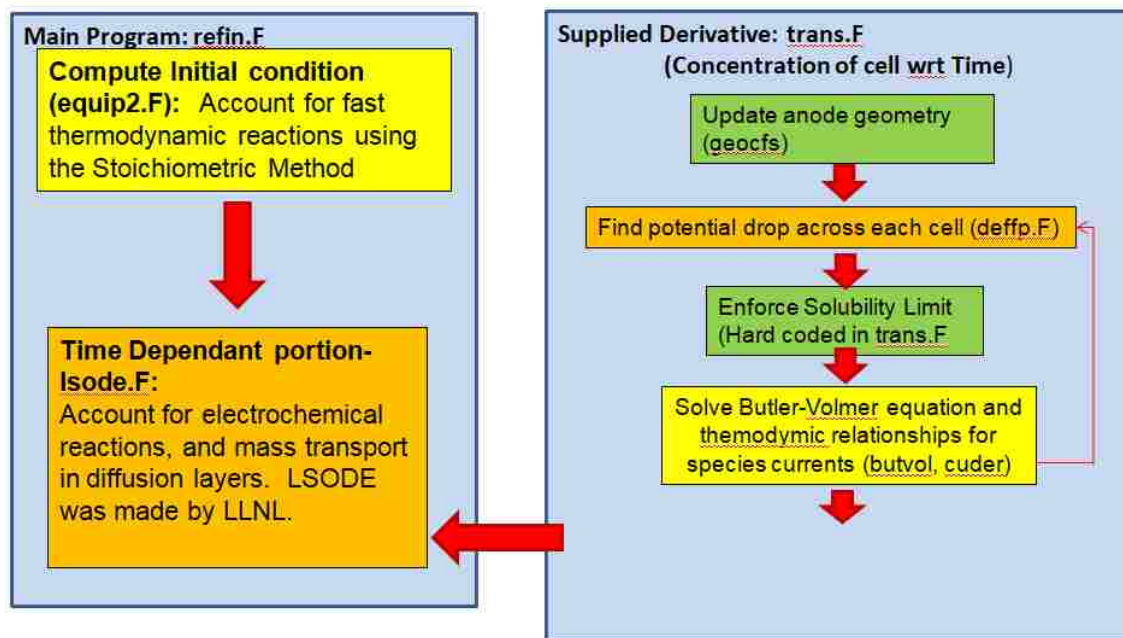 Main Program: refin.F
Compute Initial condition
(equip2.F): Account for fast
thermodynamic reactions using
the Stoichiometric Method
Time Dependant portion-
lsode.F:
Account for electrochemical
reactions, and mass transport
in diffusion layers. LSODE
was made by LLNL.
Supplied Derivative: trans.F
(Concentration of cell wrt Time)
Update anode geometry
(geocfs)
Find potential drop across each cell (deffp.F)
Enforce Solubility Limit
(Hard coded in trans.F
Solve Butler-Volmer equation and
themodymic relationships for
species currents (butvol, cuder)